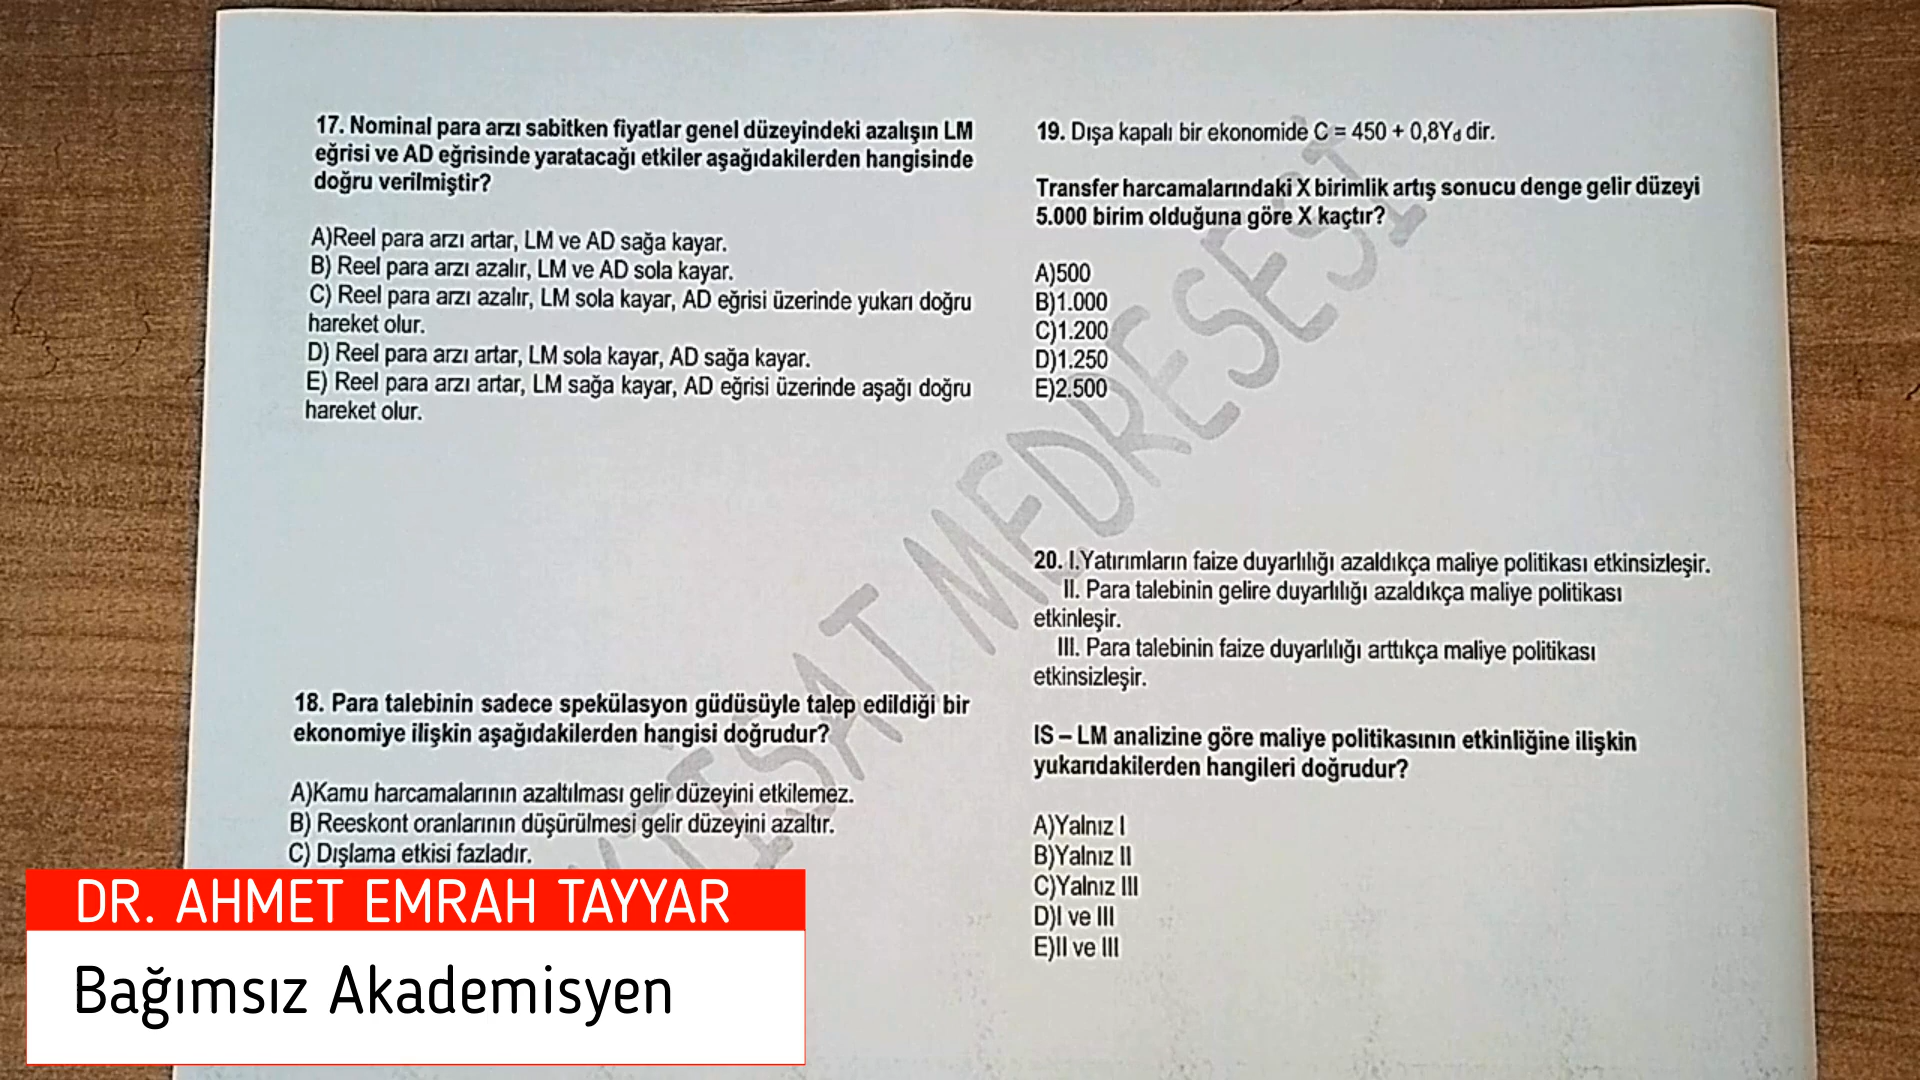 17. Nominal para arzı sabitken fiyatlar genel düzeyindeki azalışın LM
eğrisi ve AD eğrisinde yaratacağı etkiler aşağıdakilerden hangisinde
doğru verilmiştir?
A)Reel para arzı artar, LM ve AD sağa kayar.
B) Reel para arzı azalır, LM ve AD sola kayar.
C) Reel para arzı azalır, LM sola kayar, AD eğrisi üzerinde yukarı doğru
hareket olur.
D) Reel para arzı artar, LM sola kayar, AD sağa kayar.
E) Reel para arzı artar, LM sağa kayar, AD eğrisi üzerinde aşağı doğru
hareket olur.
18. Para talebinin sadece spekülasyon güdüsüyle talep edildiği bir
ekonomiye ilişkin aşağıdakilerden hangisi doğrudur?
A)Kamu harcamalarının azaltılması gelir düzeyini etkilemez.
B) Reeskont oranlarının düşürülmesi gelir düzeyini azaltır.
C) Dışlama etkisi fazladır.
19. Dışa kapalı bir ekonomide C = 450 + 0,8Yd dir.
Transfer harcamalarındaki X birimlik artış sonucu denge gelir düzeyi
5.000 birim olduğuna göre X kaçtır?
A)500
B)1.000
C)1.200
D)1.250
E)2.500
20. I.Yatırımların faize duyarlılığı azaldıkça maliye politikası etkinsizleşir.
II. Para talebinin gelire duyarlılığı azaldıkça maliye politikası
etkinleşir.
III. Para talebinin faize duyarlılığı arttıkça maliye politikası
etkinsizleşir.
IS – LM analizine göre maliye politikasının etkinliğine ilişkin
yukarıdakilerden hangileri doğrudur?
A)Yalnız I
B)Yalnız II
C)Yalnız III
D)I ve III
E)II ve III
MEDRESESİ
DR. AHMET EMRAH TAYYAR
Bağımsız Akademisyen